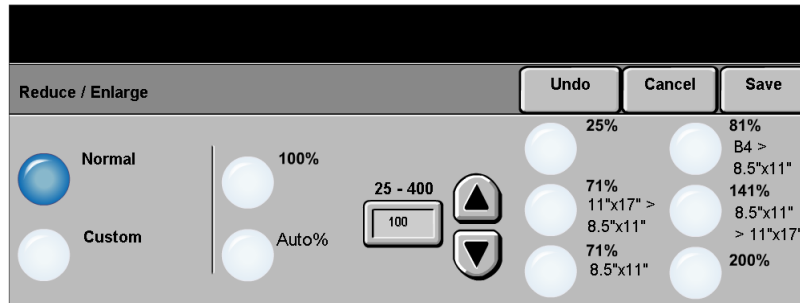 Reduce / Enlarge
Undo
Cancel
Save
Normal
Custom
100%
Auto%
25 - 400
100
25%
71%
11"x17" >
8.5"x11"
71%
8.5"x11"
81%
B4 >
8.5"x11"
141%
8.5"x11"
> 11"x17"
200%